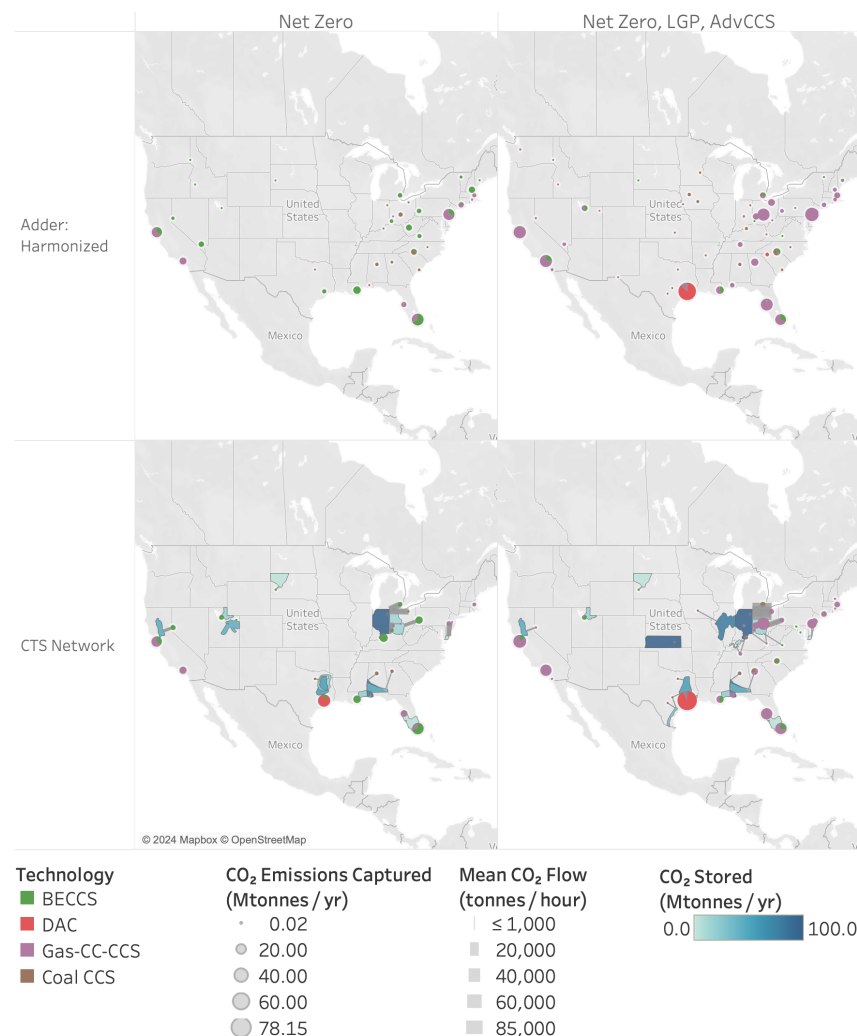 Net Zero
Net Zero, LGP, AdvCCS
Adder:
Harmonized
United
States
Mexico
United
States
Mexico
CTS Network
United
States
Mexico
© 2024 Mapbox © OpenStreetMap
United
States
Mexico
Technology
BECCS
DAC
Gas-CC-CCS
Coal CCS
CO₂ Emissions Captured
(Mtonnes / yr)
0.02
20.00
40.00
60.00
78.15
Mean CO₂ Flow
(tonnes / hour)
≤ 1,000
20,000
40,000
60,000
85,000
CO₂ Stored
(Mtonnes / yr)
0.0
100.0